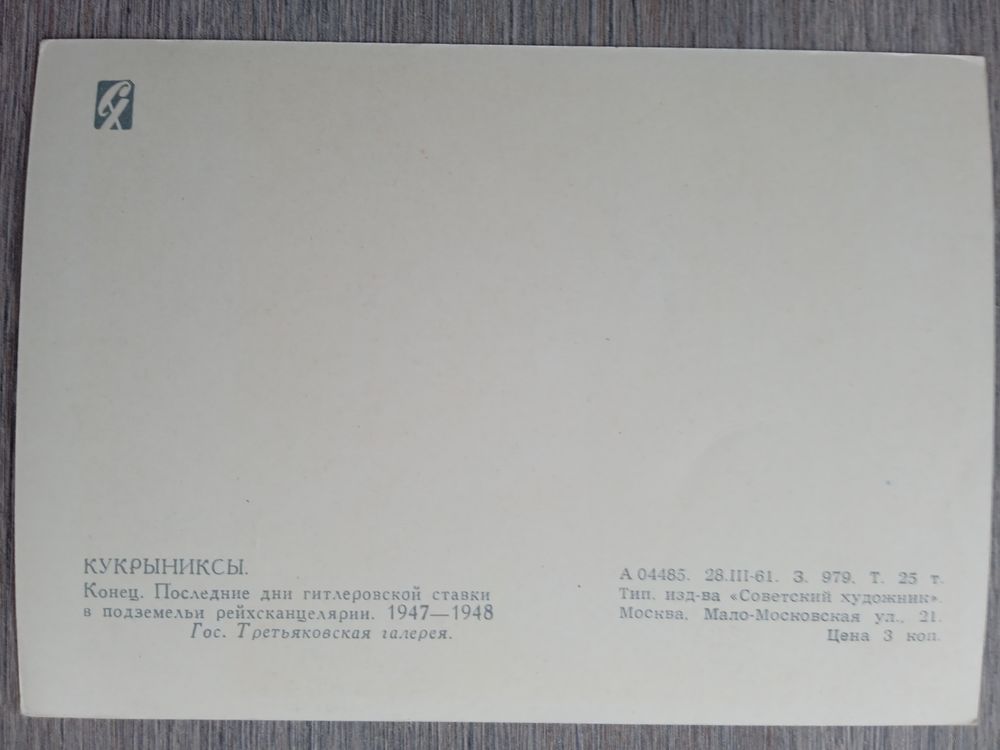 СХ
КУКРЫНИКСЫ.
Конец. Последние дни гитлеровской ставки
в подземельи рейхсканцелярии. 1947—1948
Гос. Третьяковская галерея.
А 04485. 28.III-61. З. 979. Т. 25 т.
Тип. изд-ва «Советский художник».
Москва, Мало-Московская ул., 21.
Цена 3 коп.